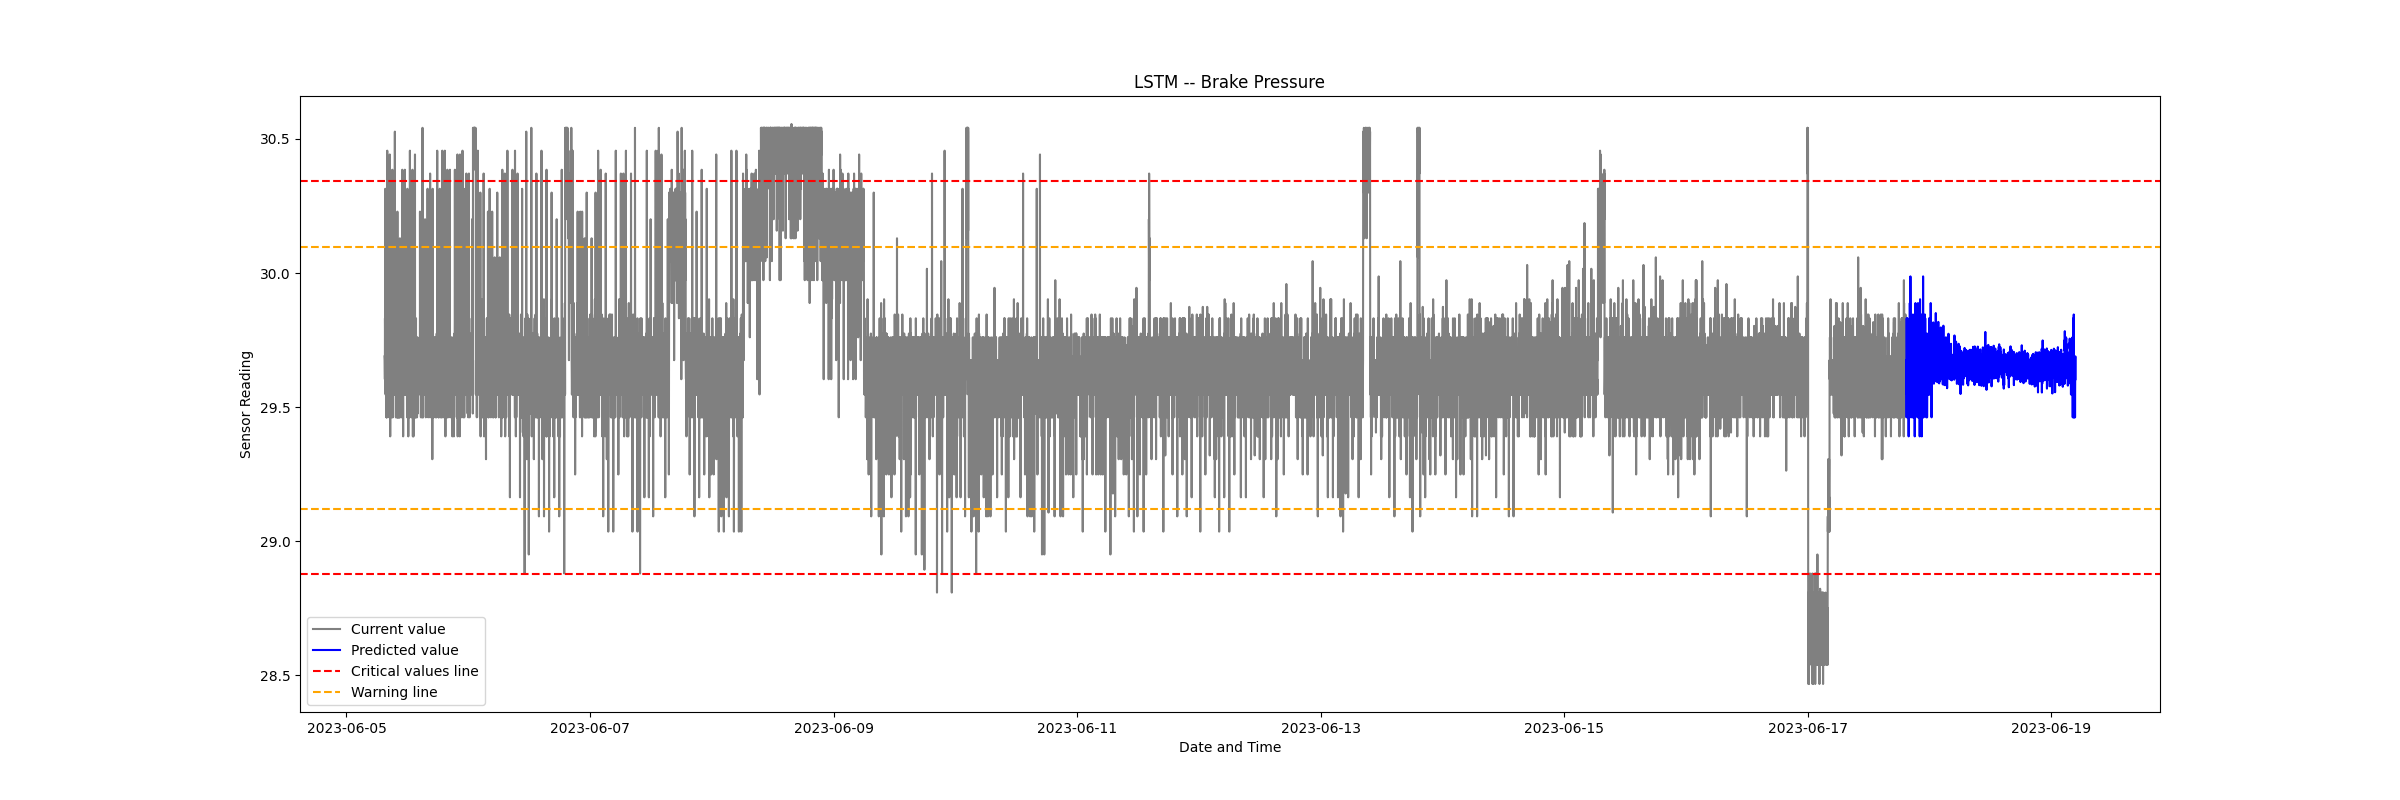 LSTM -- Brake Pressure
30.5
30.0
29.5
29.0
28.5
Sensor Reading
Current value
Predicted value
Critical values line
Warning line
2023-06-05 2023-06-07 2023-06-09 2023-06-11 2023-06-13 2023-06-15 2023-06-17 2023-06-19
Date and Time